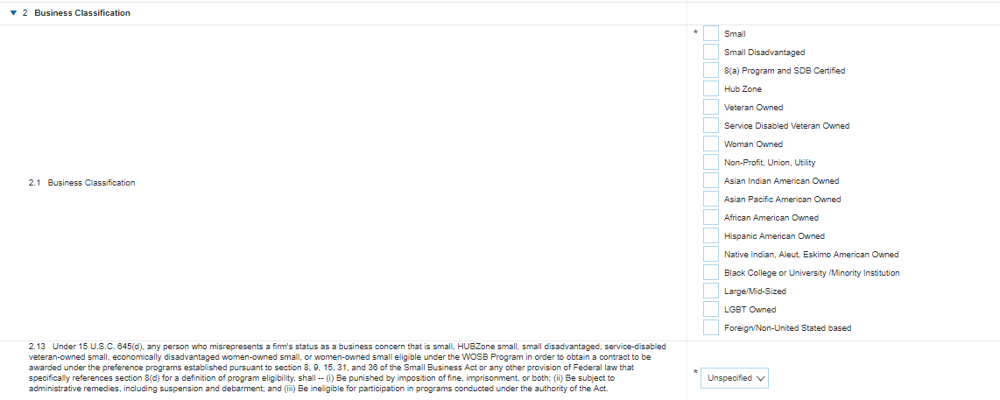 2 Business Classification
* Small
Small Disadvantaged
8(a) Program and SDB Certified
Hub Zone
Veteran Owned
Service Disabled Veteran Owned
Woman Owned
Non-Profit, Union, Utility
2.1 Business Classification
Asian Indian American Owned
Asian Pacific American Owned
African American Owned
Hispanic American Owned
Native Indian, Aleut, Eskimo American Owned
Black College or University /Minority Institution
Large/Mid-Sized
LGBT Owned
Foreign/Non-United Stated based
2.13 Under 15 U.S.C. 645(d), any person who misrepresents a firm's status as a business concern that is small, HUBZone small, small disadvantaged, service-disabled
veteran-owned small, economically disadvantaged women-owned small, or women-owned small eligible under the WOSB Program in order to obtain a contract to be
awarded under the preference programs established pursuant to section 8, 9, 15, 31, and 36 of the Small Business Act or any other provision of Federal law that
specifically references section 8(d) for a definition of program eligibility, shall -- (i) Be punished by imposition of fine, imprisonment, or both; (ii) Be subject to
administrative remedies, including suspension and debarment; and (iii) Be ineligible for participation in programs conducted under the authority of the Act.
* Unspecified